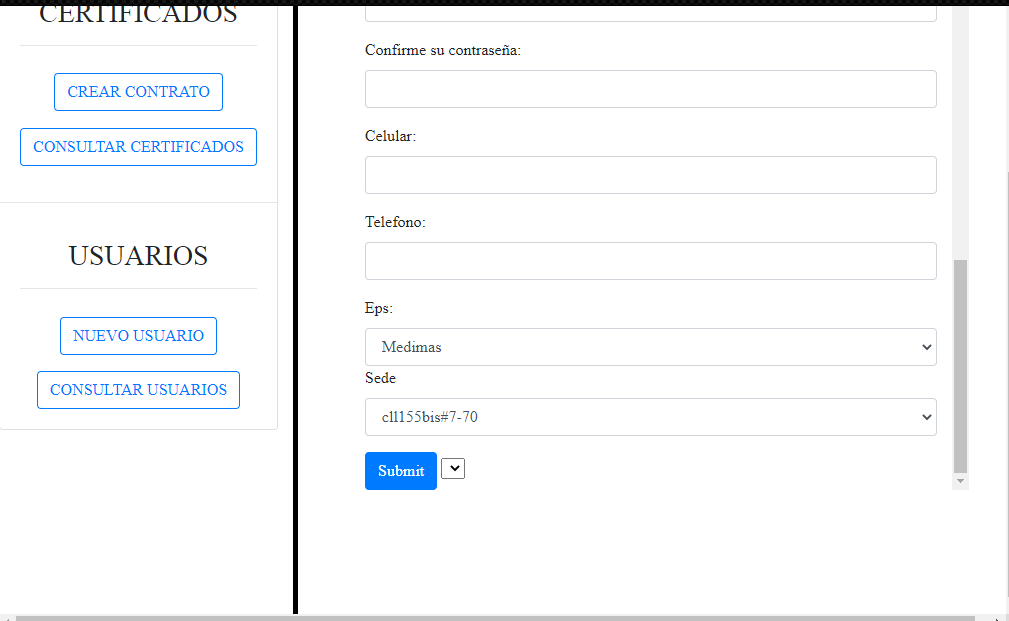 CERTIFICADOS
CREAR CONTRATO
CONSULTAR CERTIFICADOS
USUARIOS
NUEVO USUARIO
CONSULTAR USUARIOS
Confirme su contraseña:
Celular:
Telefono:
Eps:
Medimas
Sede
cll155bis#7-70
Submit